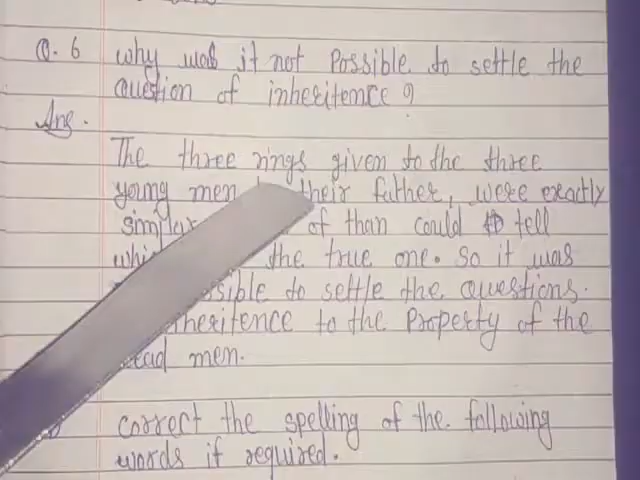 Q. 6 why was it not possible to settle the
question of inheritence?
Ans.
The three rings given to the three
young men their father, were exactly
similar of than could tell
the true one. so it was
to settle the questions.
heritence to the Property of the
men.
correct the spelling of the following
words if required.